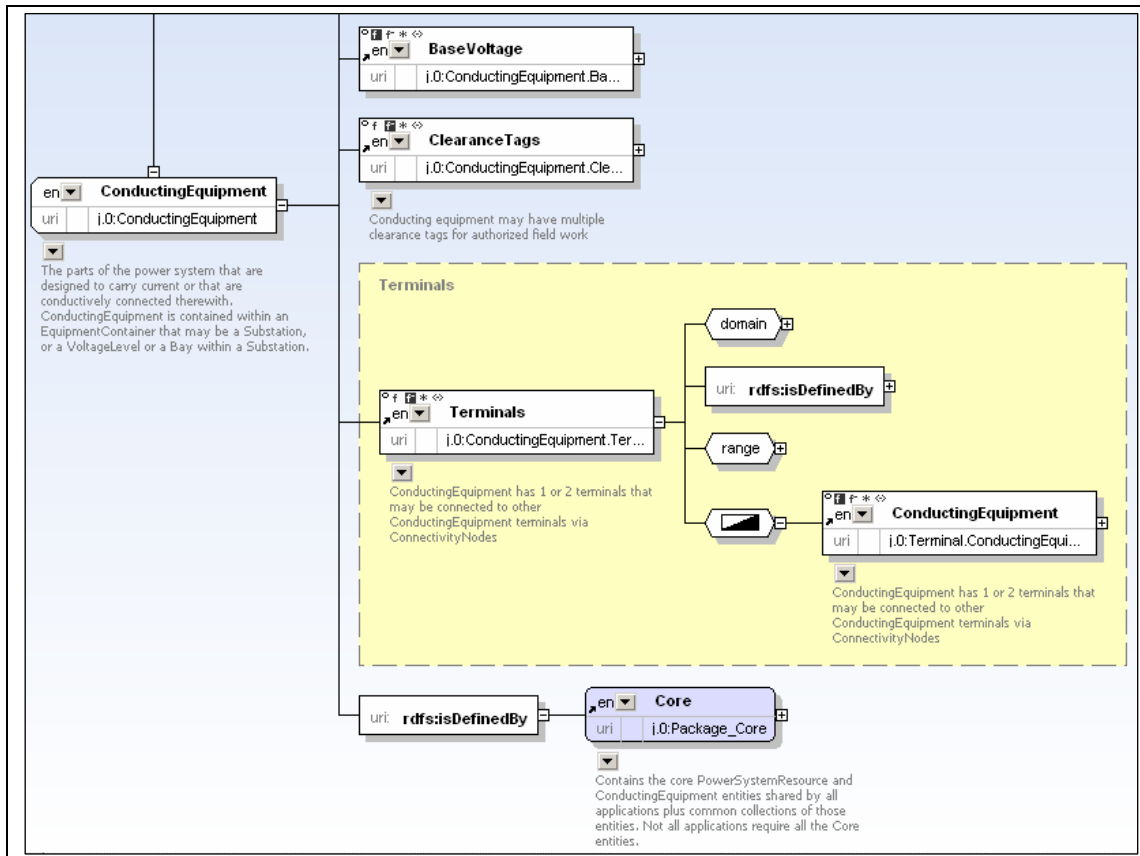 f f * <>
en BaseVoltage
uri j.0:ConductingEquipment.Ba...
f f * <>
en ClearanceTags
uri j.0:ConductingEquipment.Cle...
Conducting equipment may have multiple
clearance tags for authorized field work
en ConductingEquipment
uri j.0:ConductingEquipment
The parts of the power system that are
designed to carry current or that are
conductively connected therewith.
ConductingEquipment is contained within an
EquipmentContainer that may be a Substation,
or a VoltageLevel or a Bay within a Substation.
Terminals
f f * <>
en Terminals
uri j.0:ConductingEquipment.Ter...
ConductingEquipment has 1 or 2 terminals that
may be connected to other
ConductingEquipment terminals via
ConnectivityNodes
domain
uri: rdfs:isDefinedBy
range
f f * <>
en ConductingEquipment
uri j.0:Terminal.ConductingEqui...
ConductingEquipment has 1 or 2 terminals that
may be connected to other
ConductingEquipment terminals via
ConnectivityNodes
uri: rdfs:isDefinedBy
en Core
uri j.0:Package_Core
Contains the core PowerSystemResource and
ConductingEquipment entities shared by all
applications plus common collections of those
entities. Not all applications require all the Core
entities.